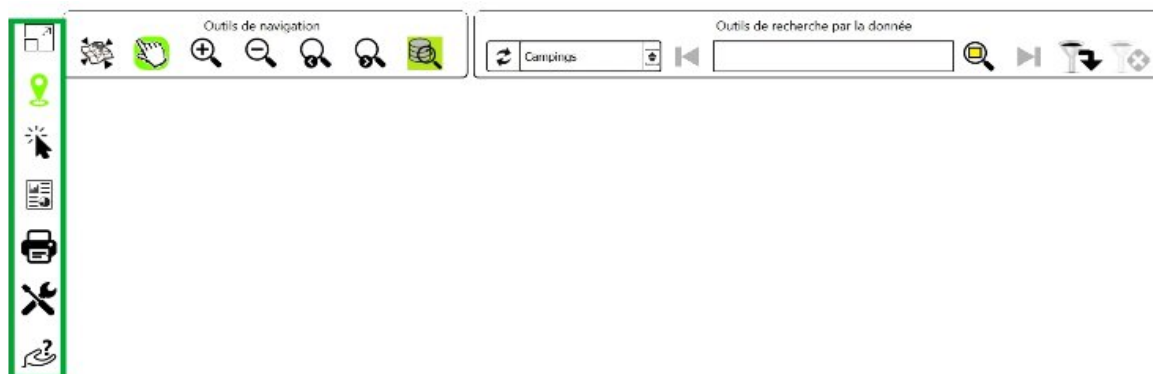 Outils de navigation
Outils de recherche par la donnée
Campings